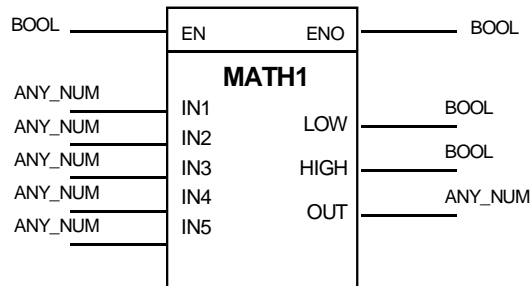 BOOL EN ENO BOOL
MATH1
ANY_NUM IN1
ANY_NUM IN2 LOW BOOL
ANY_NUM IN3 HIGH BOOL
ANY_NUM IN4 OUT ANY_NUM
ANY_NUM IN5